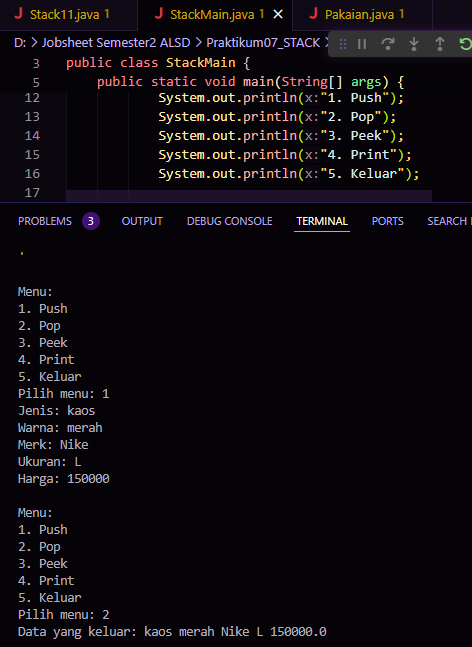 Stack11.java 1 StackMain.java 1 Pakaian.java 1
D: > Jobsheet Semester2 ALSD > Praktikum07_STACK >
3 public class StackMain {
5 public static void main(String[] args) {
12 System.out.println(x:"1. Push");
13 System.out.println(x:"2. Pop");
14 System.out.println(x:"3. Peek");
15 System.out.println(x:"4. Print");
16 System.out.println(x:"5. Keluar");
17
PROBLEMS 3 OUTPUT DEBUG CONSOLE TERMINAL PORTS SEARCH
'
Menu:
1. Push
2. Pop
3. Peek
4. Print
5. Keluar
Pilih menu: 1
Jenis: kaos
Warna: merah
Merk: Nike
Ukuran: L
Harga: 150000
Menu:
1. Push
2. Pop
3. Peek
4. Print
5. Keluar
Pilih menu: 2
Data yang keluar: kaos merah Nike L 150000.0